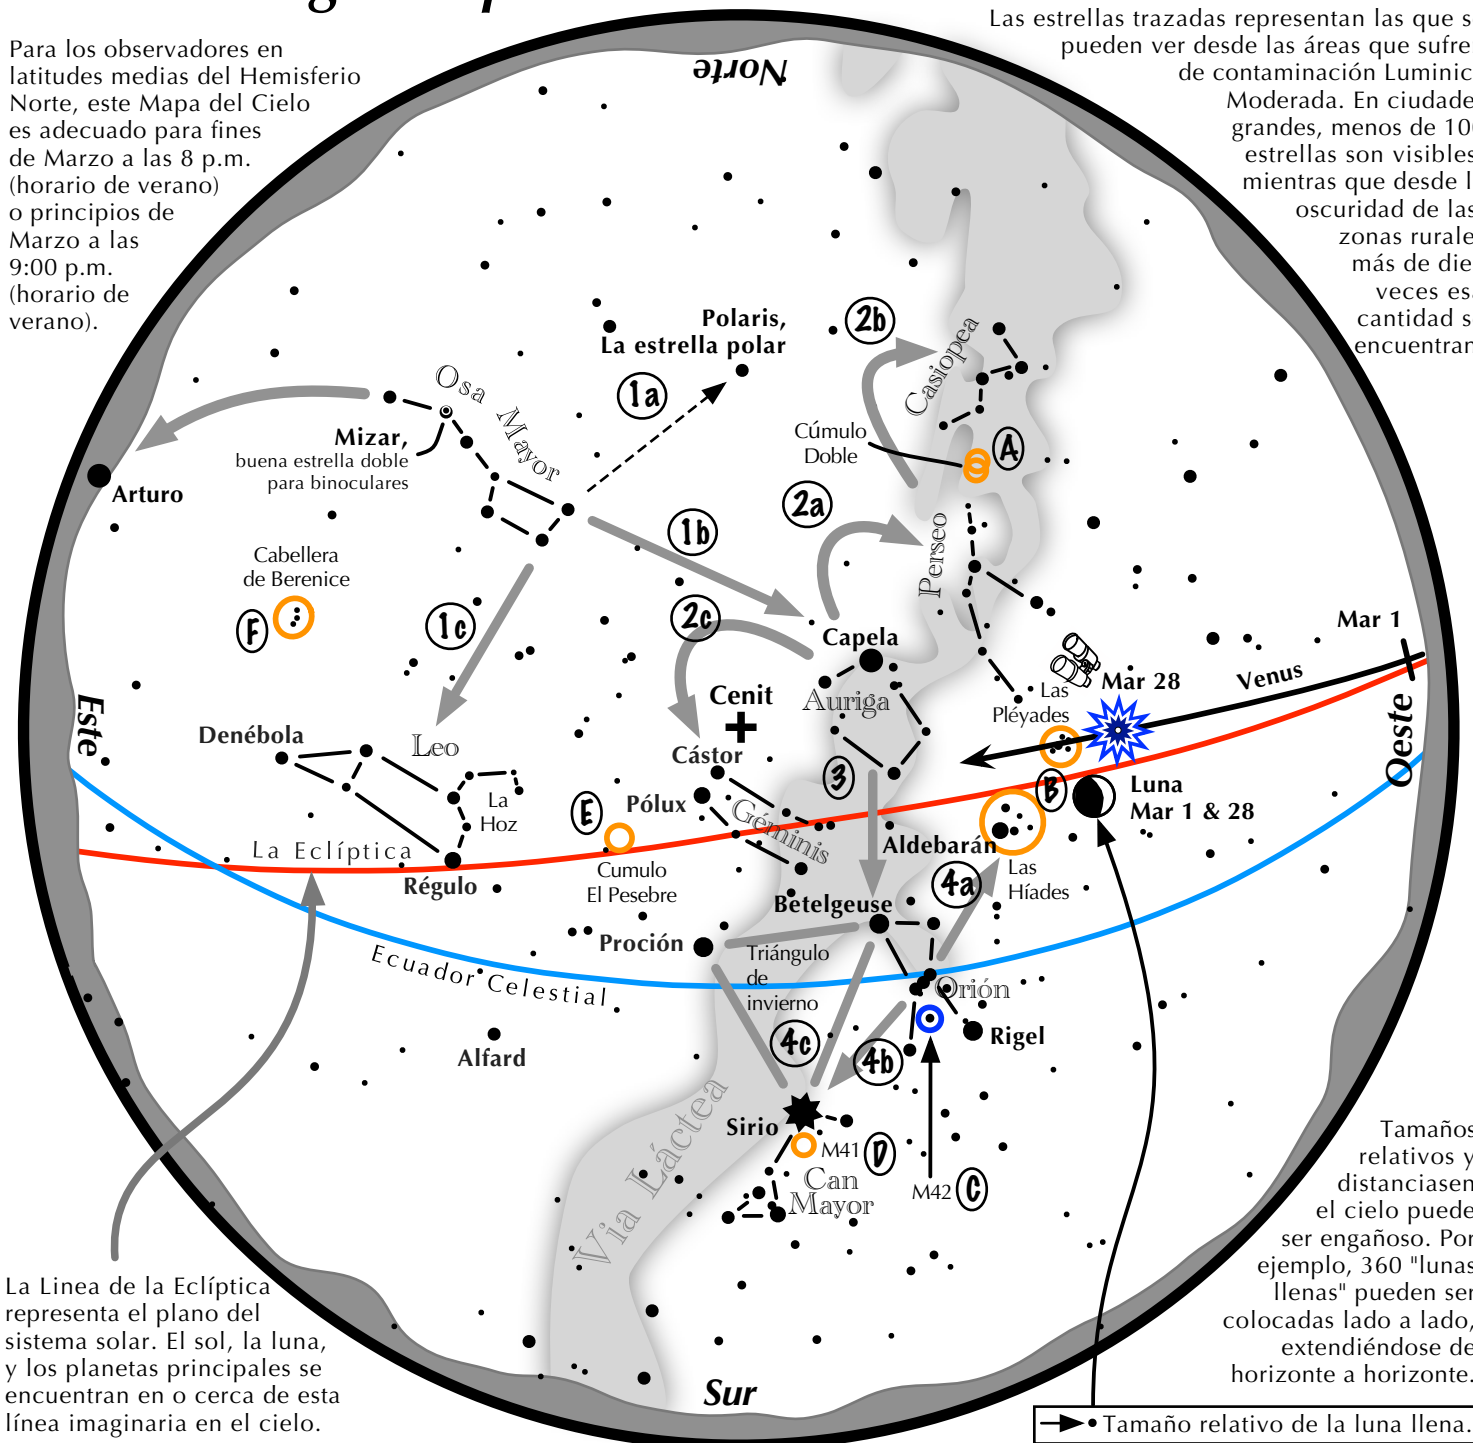 Para los observadores en
latitudes medias del Hemisferio
Norte, este Mapa del Cielo
es adecuado para fines
de Marzo a las 8 p.m.
(horario de verano)
o principios de
Marzo a las
9:00 p.m.
(horario de
verano).
Las estrellas trazadas representan las que
pueden ver desde las áreas que
de contaminación
Moderada. En
grandes, menos de
estrellas son visibles
mientras que desde
oscuridad de las
zonas
más de
veces
cantidad
encuentran
Norte
Polaris,
La estrella polar
1a
2b
Casiopea
Osa Mayor
Mizar,
buena estrella doble
para binoculares
Cúmulo
Doble
A
Arturo
2a
1b
Perseo
Cabellera
de Berenice
F
1c
2c
Capela
Mar 1
Venus
Mar 28
Las
Pléyades
Auriga
Cenit
Este
Oeste
Denébola
Leo
Cástor
3
B
Luna
Mar 1 & 28
La
Hoz
E
Pólux
Géminis
Aldebarán
La Eclíptica
Régulo
Cumulo
El Pesebre
4a
Las
Híades
Betelgeuse
Proción
Triángulo
de
invierno
Ecuador Celestial
Orión
Alfard
4c
4b
Rigel
Sirio
M41
D
Can
Mayor
M42
C
Via Láctea
Tamaños
relativos y
distanciasen
el cielo puede
ser engañoso. Por
ejemplo, 360 "lunas
llenas" pueden ser
colocadas lado a lado,
extendiéndose de
horizonte a horizonte.
La Linea de la Eclíptica
representa el plano del
sistema solar. El sol, la luna,
y los planetas principales se
encuentran en o cerca de esta
línea imaginaria en el cielo.
Sur
Tamaño relativo de la luna llena.